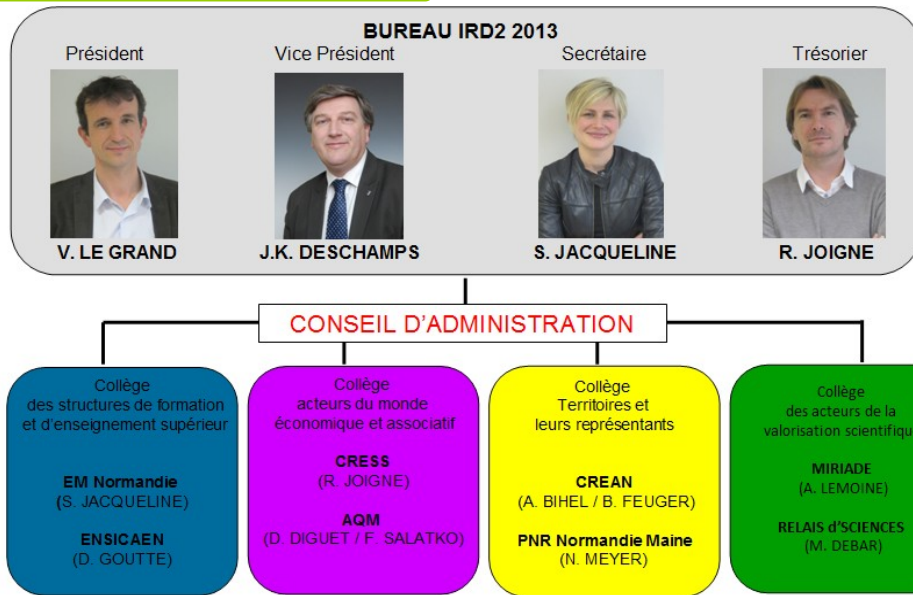 BUREAU IRD2 2013
Président
Vice Président
Secrétaire
Trésorier
V. LE GRAND
J.K. DESCHAMPS
S. JACQUELINE
R. JOIGNE
CONSEIL D'ADMINISTRATION
Collège
des structures de formation
et d'enseignement supérieur
EM Normandie
(S. JACQUELINE)
ENSICAEN
(D. GOUTTE)
Collège
acteurs du monde
économique et associatif
CRESS
(R. JOIGNE)
AQM
(D. DIGUET / F. SALATKO)
Collège
Territoires et
leurs représentants
CREAN
(A. BIHEL / B. FEUGER)
PNR Normandie Maine
(N. MEYER)
Collège
des acteurs de la
valorisation scientifiqu
MIRIADE
(A. LEMOINE)
RELAIS d'SCIENCES
(M. DEBAR)